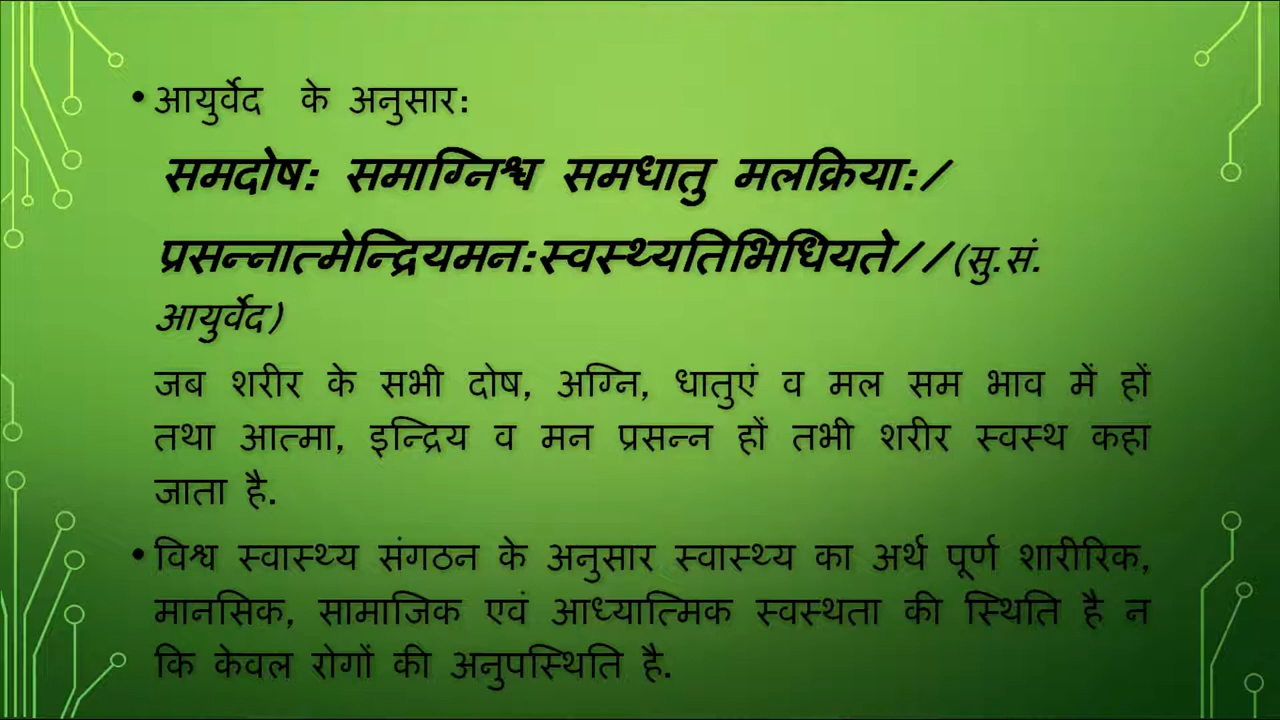 • आयुर्वेद के अनुसार:
समदोष: समाग्निश्व समधातु मलक्रिया:/
प्रसन्नात्मेन्द्रियमन:स्वस्थ्यतिभिधियते//(सु.सं.
आयुर्वेद)
जब शरीर के सभी दोष, अग्नि, धातुएं व मल सम भाव में हों
तथा आत्मा, इन्द्रिय व मन प्रसन्न हों तभी शरीर स्वस्थ कहा
जाता है.
• विश्व स्वास्थ्य संगठन के अनुसार स्वास्थ्य का अर्थ पूर्ण शारीरिक,
मानसिक, सामाजिक एवं आध्यात्मिक स्वस्थता की स्थिति है न
कि केवल रोगों की अनुपस्थिति है.